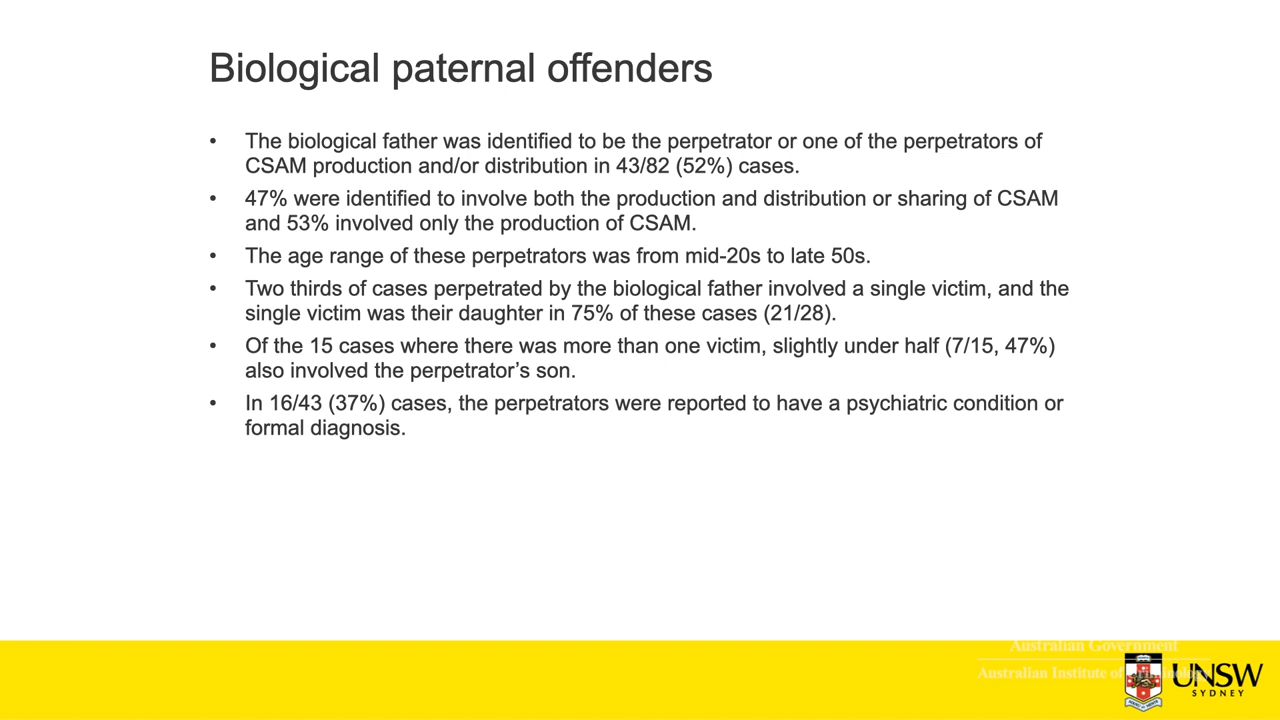 Biological paternal offenders
• The biological father was identified to be the perpetrator or one of the perpetrators of
CSAM production and/or distribution in 43/82 (52%) cases.
• 47% were identified to involve both the production and distribution or sharing of CSAM
and 53% involved only the production of CSAM.
• The age range of these perpetrators was from mid-20s to late 50s.
• Two thirds of cases perpetrated by the biological father involved a single victim, and the
single victim was their daughter in 75% of these cases (21/28).
• Of the 15 cases where there was more than one victim, slightly under half (7/15, 47%)
also involved the perpetrator’s son.
• In 16/43 (37%) cases, the perpetrators were reported to have a psychiatric condition or
formal diagnosis.
Australian Government
Australian Institute of
UNSW
SYDNEY